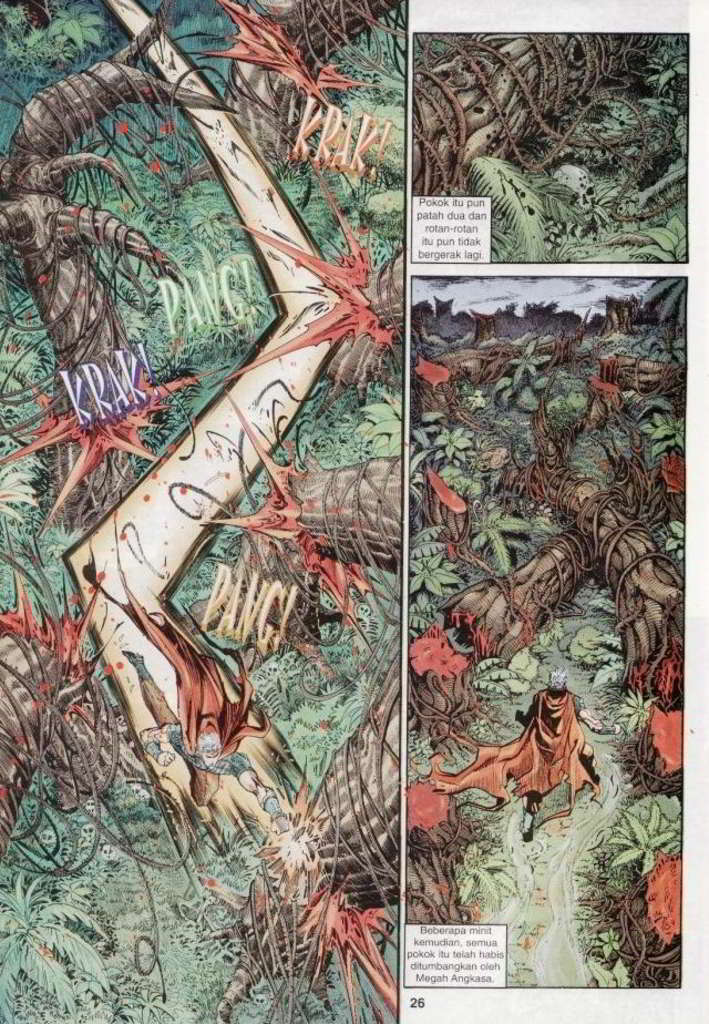 KRAK!
PANG!
KRAK!
PANG!
Pokok itu pun
patah dua dan
rotan-rotan
itu pun tidak
bergerak lagi.
Beberapa minit
kemudian, semua
pokok itu telah habis
ditumbangkan oleh
Megah Angkasa.
26